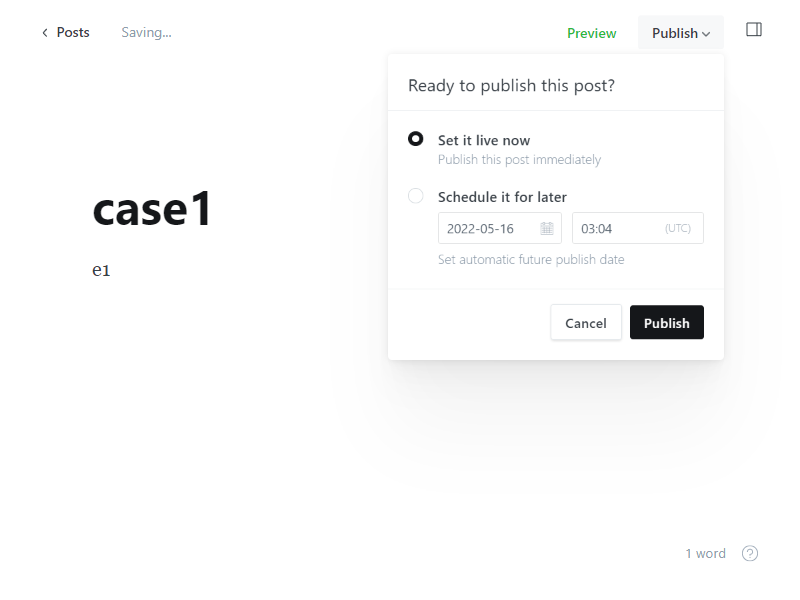 Posts
Saving...
Preview
Publish
Ready to publish this post?
Set it live now
Publish this post immediately
case1
Schedule it for later
2022-05-16
03:04
(UTC)
e1
Set automatic future publish date
Cancel
Publish
1 word
?